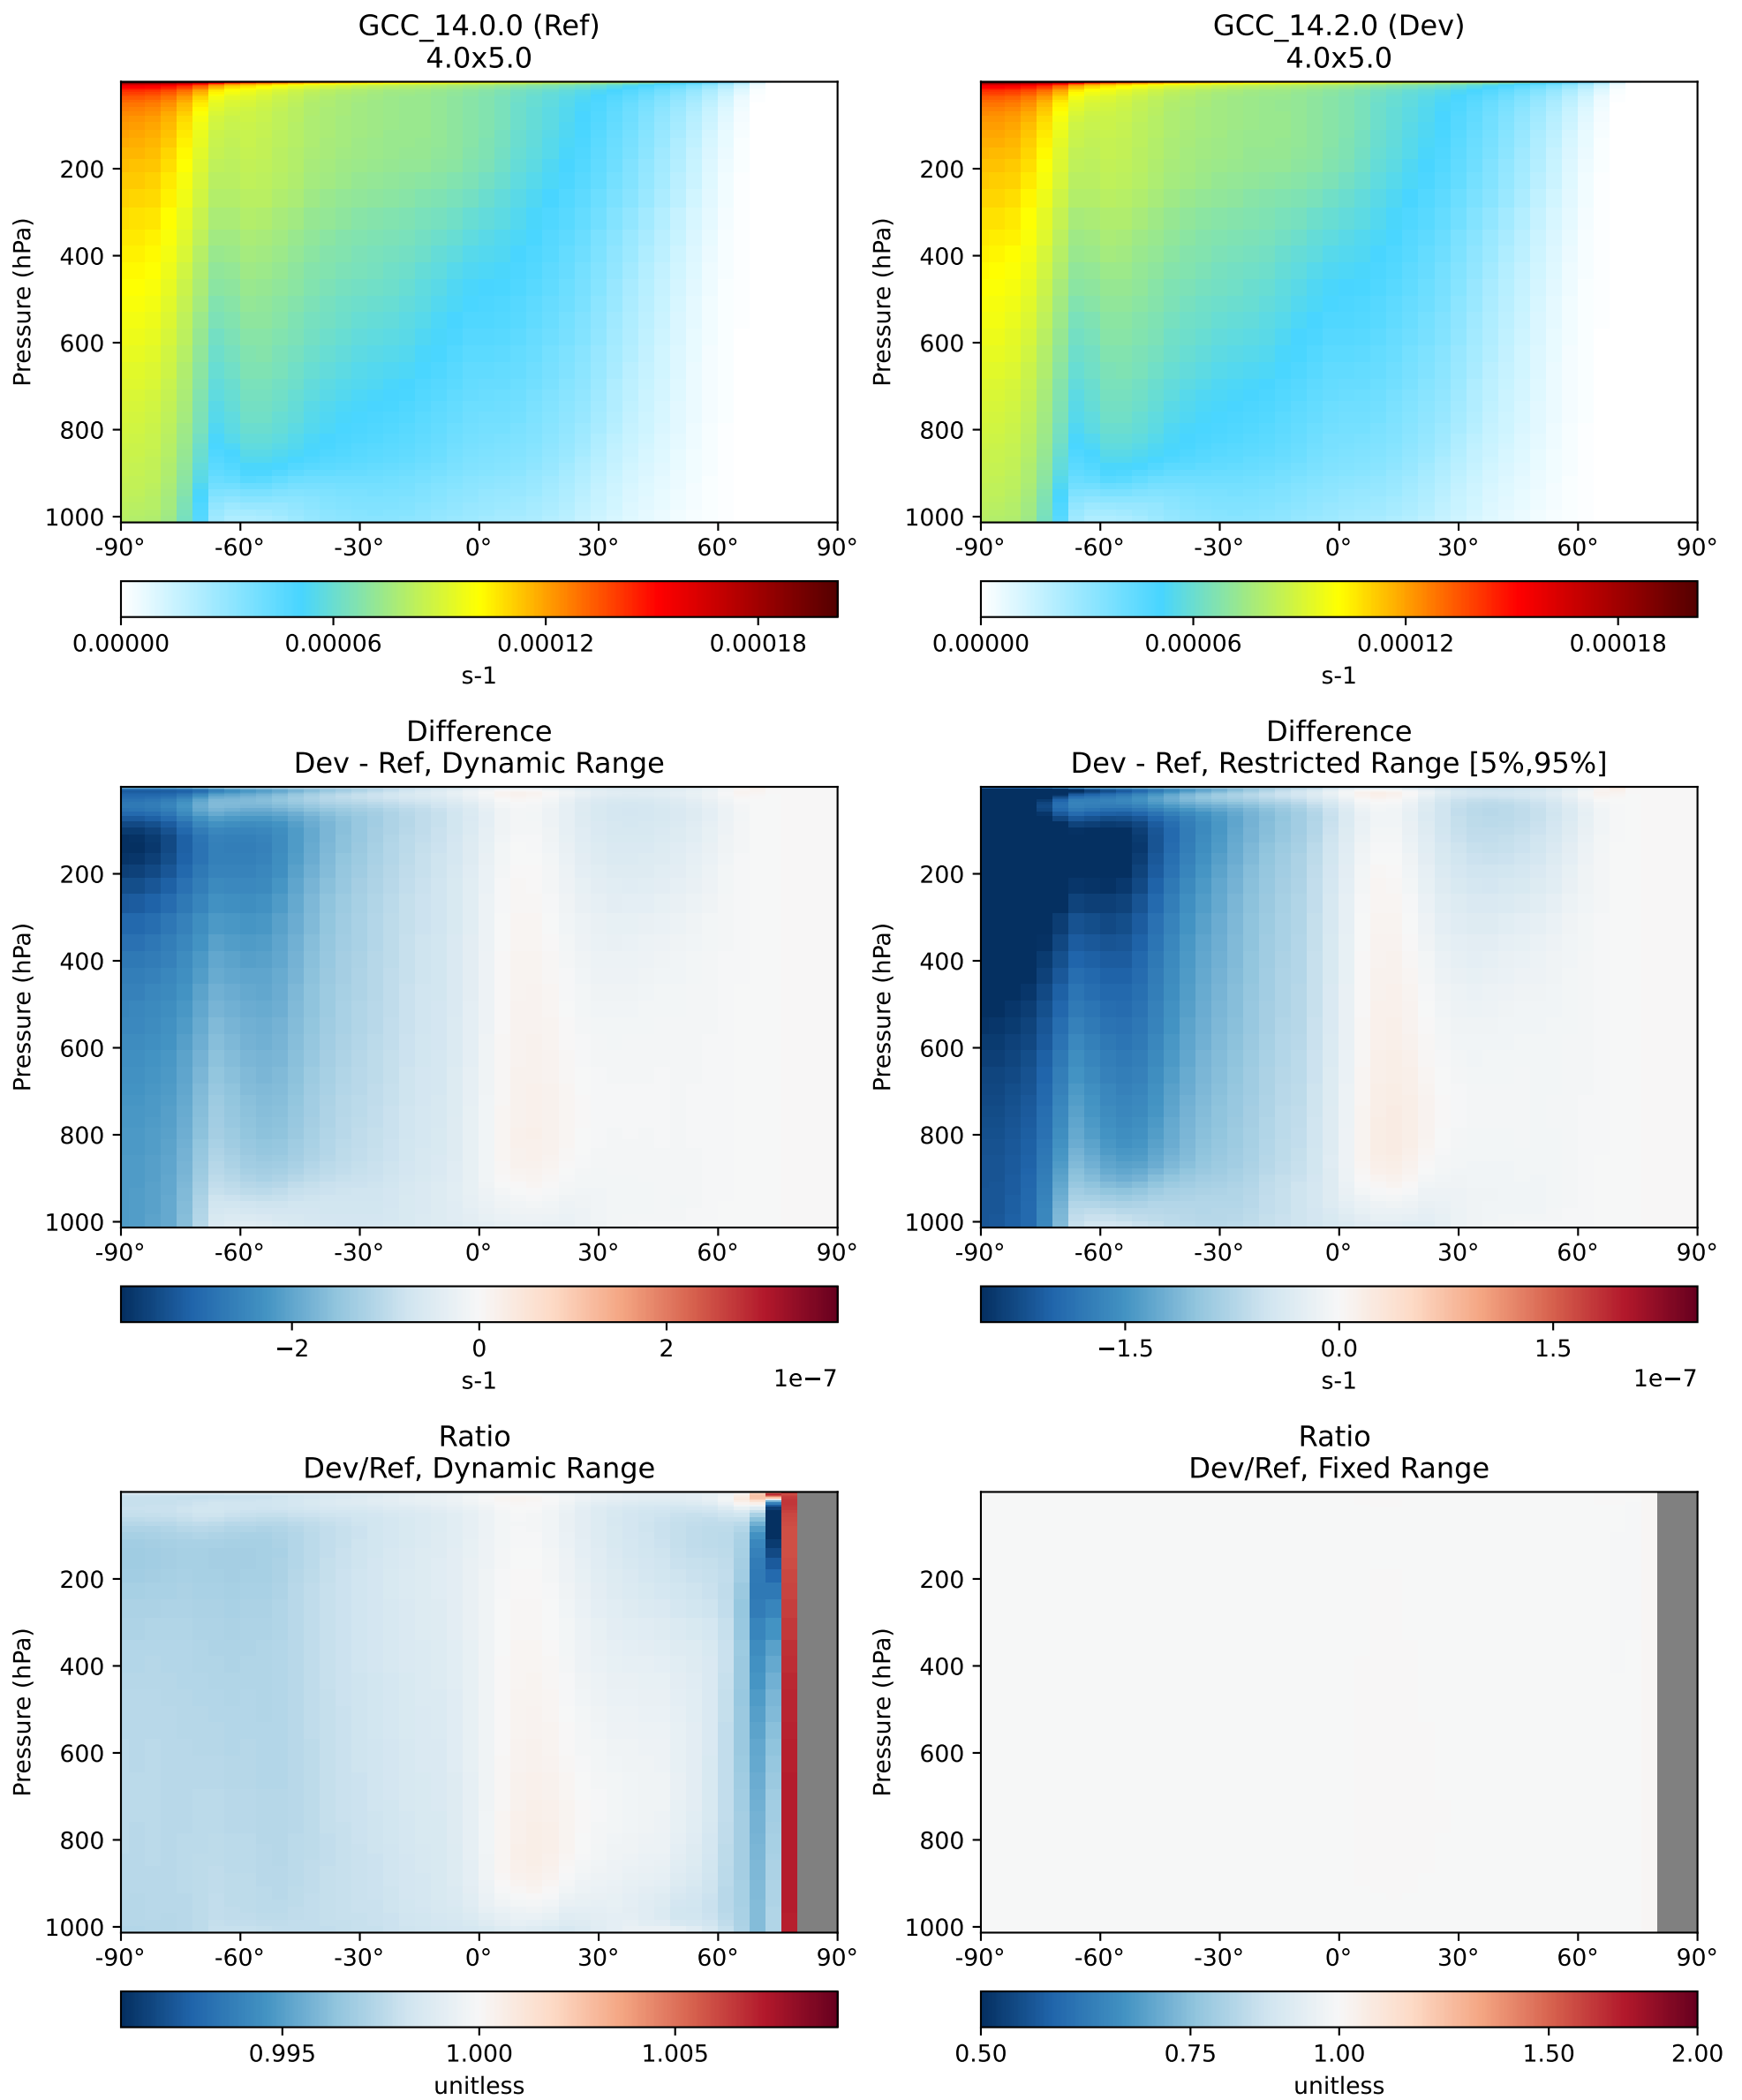 GCC_14.0.0 (Ref)
4.0x5.0
GCC_14.2.0 (Dev)
4.0x5.0
Pressure (hPa)
200
400
600
800
1000
-90° -60° -30° 0° 30° 60° 90°
0.00000 0.00006 0.00012 0.00018
s-1
Pressure (hPa)
200
400
600
800
1000
-90° -60° -30° 0° 30° 60° 90°
0.00000 0.00006 0.00012 0.00018
s-1
Difference
Dev - Ref, Dynamic Range
Pressure (hPa)
200
400
600
800
1000
-90° -60° -30° 0° 30° 60° 90°
−2 0 2
s-1
1e−7
Difference
Dev - Ref, Restricted Range [5%,95%]
Pressure (hPa)
200
400
600
800
1000
-90° -60° -30° 0° 30° 60° 90°
−1.5 0.0 1.5
s-1
1e−7
Ratio
Dev/Ref, Dynamic Range
Pressure (hPa)
200
400
600
800
1000
-90° -60° -30° 0° 30° 60° 90°
0.995 1.000 1.005
unitless
Ratio
Dev/Ref, Fixed Range
Pressure (hPa)
200
400
600
800
1000
-90° -60° -30° 0° 30° 60° 90°
0.50 0.75 1.00 1.50 2.00
unitless